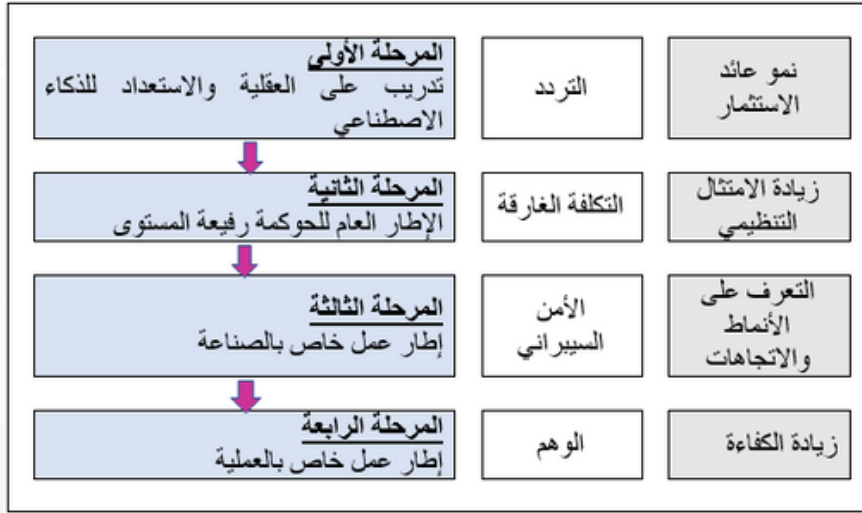 نمو عائد
الاستثمار
التردد
المرحلة الأولى
تدريب على العقلية والاستعداد للذكاء
الاصطناعي
زيادة الامتثال
التنظيمي
التكلفة الغارقة
المرحلة الثانية
الإطار العام للحوكمة رفيعة المستوى
التعرف على
الأنماط
والاتجاهات
الأمن
السيبراني
المرحلة الثالثة
إطار عمل خاص بالصناعة
زيادة الكفاءة
الوهم
المرحلة الرابعة
إطار عمل خاص بالعملية